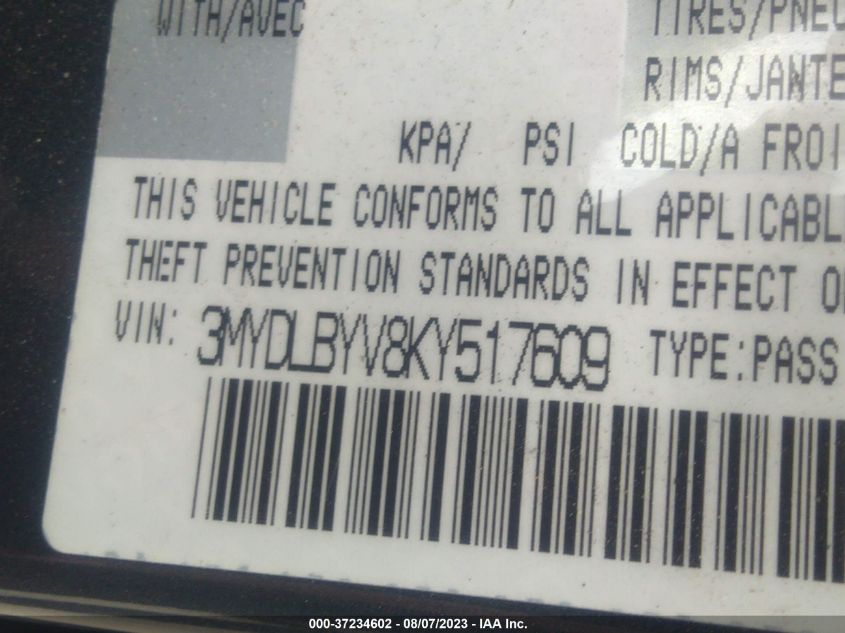 WITH/AVEC
TIRES/PNEU
RIMS/JANTE
KPA/ PSI COLD/A FROI
THIS VEHICLE CONFORMS TO ALL APPLICABL
THEFT PREVENTION STANDARDS IN EFFECT O
VIN: 3MYDLBYV8KY517609 TYPE:PASS
000-37234602 - 08/07/2023 - IAA Inc.